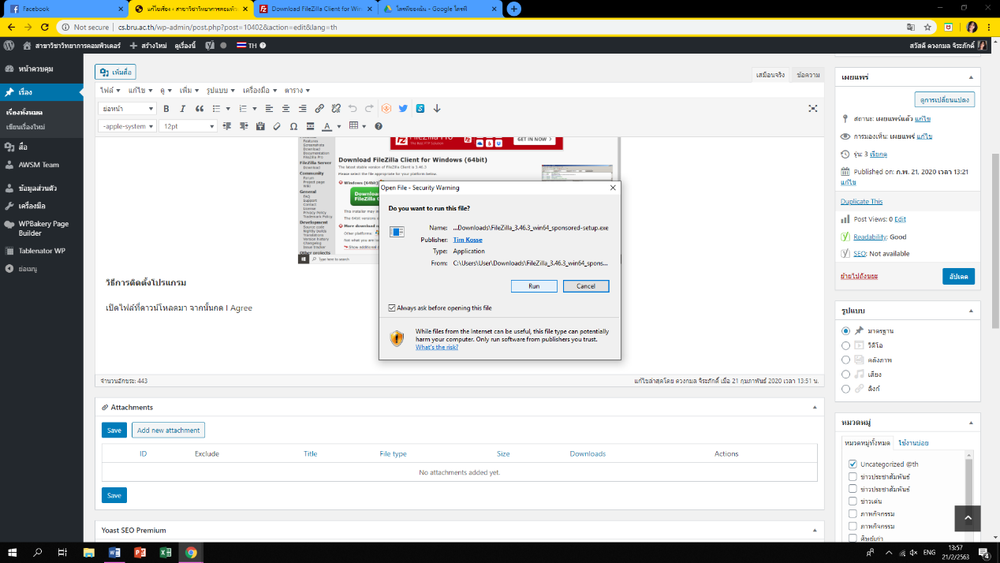 Facebook
แก้ไขเรื่อง ‹ สาขาวิชาวิทยาการคอมพิวเตอ
Download FileZilla Client for Win
ไดรฟ์ของฉัน - Google ไดรฟ์
Not secure | cs.bru.ac.th/wp-admin/post.php?post=10402&action=edit&lang=th
สาขาวิชาวิทยาการคอมพิวเตอร์
สร้างใหม่
ดูเรื่องนี้
TH
สวัสดี ดวงกมล จิระภักดิ์
หน้าควบคุม
เรื่อง
เรื่องทั้งหมด
เขียนเรื่องใหม่
สื่อ
AWSM Team
ข้อมูลส่วนตัว
เครื่องมือ
WPBakery Page
Builder
Tablenator WP
ย่อเมนู
เพิ่มสื่อ
เสมือนจริง
ข้อความ
ไฟล์
แก้ไข
ดู
เพิ่ม
รูปแบบ
เครื่องมือ
ตาราง
ย่อหน้า
-apple-system
12pt
FileZilla Pro
GET IN NOW
Features
Screenshots
Download
Documentation
FileZilla Pro
FileZilla Server
Download
Community
Forum
Project page
Wiki
General
FAQ
Support
Contact
License
Privacy Policy
Trademark Policy
Development
Source code
Nightly builds
Translations
Version history
Changelog
Issue tracker
Other projects
Download FileZilla Client for Windows (64bit)
The latest stable version of FileZilla Client is 3.46.3
Please select the file appropriate for your platform below.
Windows (64bit)
Downlo
FileZilla
This installer may in
The 64bit versions o
More download o
Other platforms:
Not what you are lo
Show additional
Type here to search
Open File - Security Warning
Do you want to run this file?
Name: ...Downloads\FileZilla_3.46.3_win64_sponsored-setup.exe
Publisher: Tim Kosse
Type: Application
From: C:\Users\User\Downloads\FileZilla_3.46.3_win64_spons...
Run
Cancel
Always ask before opening this file
While files from the Internet can be useful, this file type can potentially
harm your computer. Only run software from publishers you trust.
What's the risk?
วิธีการติดตั้งโปรแกรม
เปิดไฟล์ที่ดาวน์โหลดมา จากนั้นกด I Agree
จำนวนอักขระ: 443
แก้ไขล่าสุดโดย ดวงกมล จิระภักดิ์ เมื่อ 21 กุมภาพันธ์ 2020 เวลา 13:51 น.
Attachments
Save
Add new attachment
ID
Exclude
Title
File type
Size
Downloads
Actions
No attachments added yet.
Save
Yoast SEO Premium
เผยแพร่
ดูการเปลี่ยนแปลง
สถานะ: เผยแพร่แล้ว แก้ไข
การมองเห็น: เผยแพร่ แก้ไข
รุ่น: 3 เรียกดู
Published on: ก.พ. 21, 2020 เวลา 13:21
แก้ไข
Duplicate This
Post Views: 0 Edit
Readability: Good
SEO: Not available
ย้ายไปถังขยะ
อัปเดต
รูปแบบ
มาตรฐาน
วีดีโอ
คลังภาพ
เสียง
ลิงก์
หมวดหมู่
หมวดหมู่ทั้งหมด
ใช้งานบ่อย
Uncategorized @th
ข่าวประชาสัมพันธ์
ข่าวประชาสัมพันธ์
ข่าวเด่น
ภาพกิจกรรม
ภาพกิจกรรม
ศิษย์เก่า
ENG
13:57
21/2/2563
4